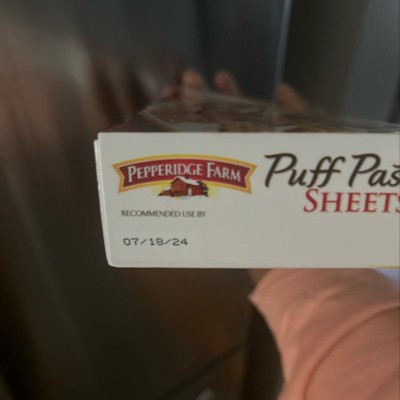 PEPPERIDGE FARM
Puff Pas
SHEETS
RECOMMENDED USE BY
07/18/24